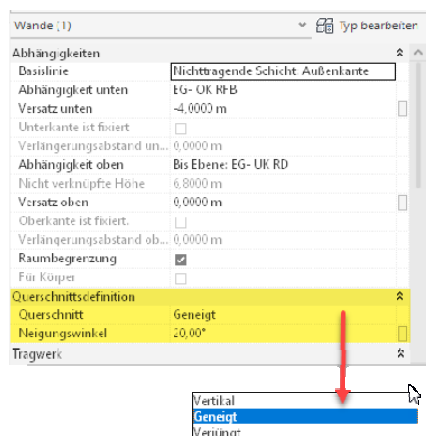 Wände (1) Typ bearbeiten
Abhängigkeiten
Basislinie Nichttragende Schicht: Außenkante
Abhängigkeit unten EG- OK RFB
Versatz unten -4,0000 m
Unterkante ist fixiert
Verlängerungsabstand un... 0,0000 m
Abhängigkeit oben Bis Ebene: EG- UK RD
Nicht verknüpfte Höhe 6,8000 m
Versatz oben 0,0000 m
Oberkante ist fixiert.
Verlängerungsabstand ob... 0,0000 m
Raumbegrenzung
Für Körper
Querschnittsdefinition
Querschnitt Geneigt
Neigungswinkel 20,00°
Tragwerk
Vertikal
Geneigt
Verjüngt